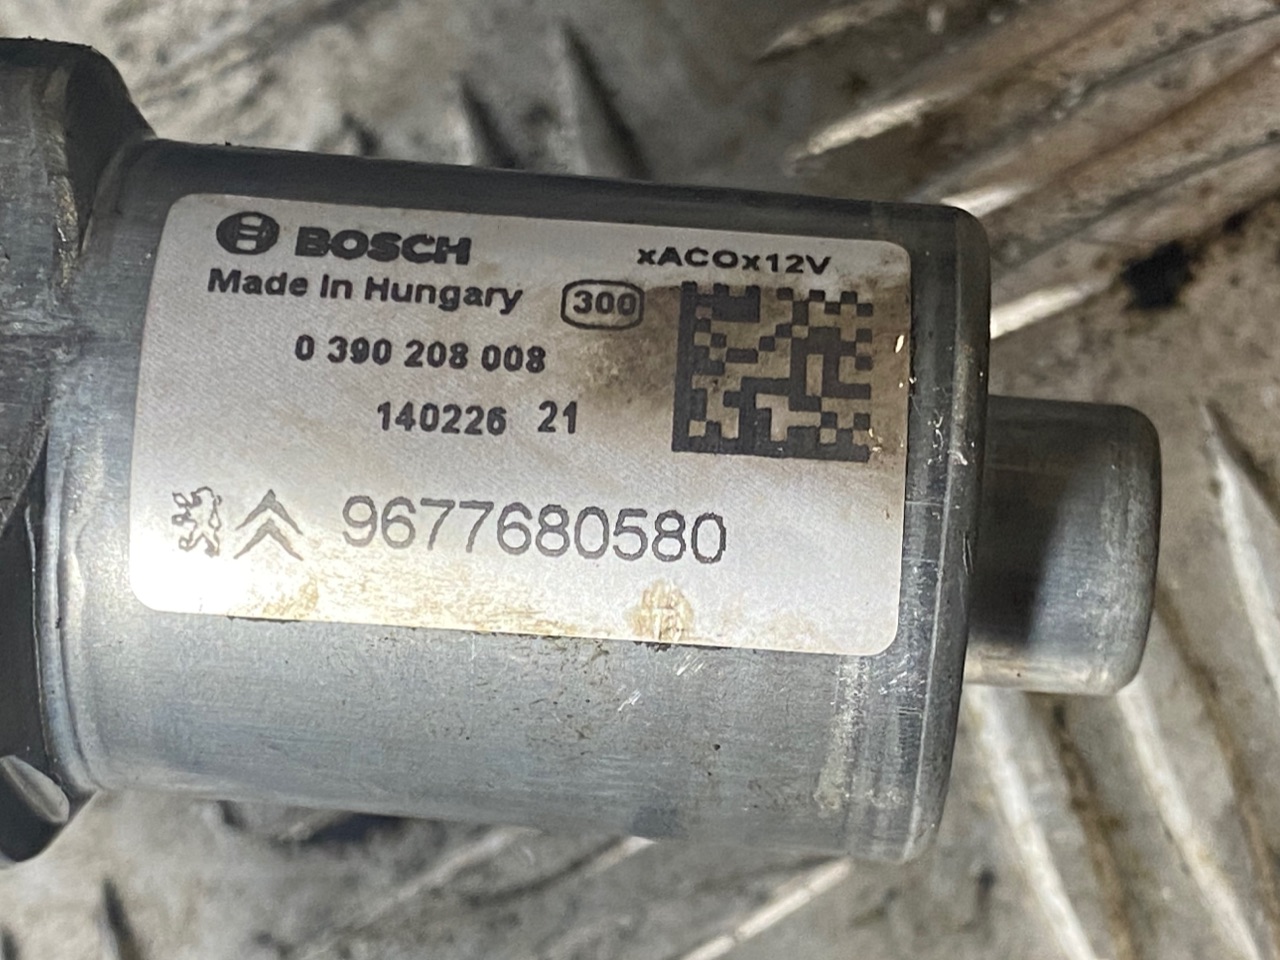 BOSCH
xACOx12V
Made in Hungary
300
0 390 208 008
140226 21
9677680580